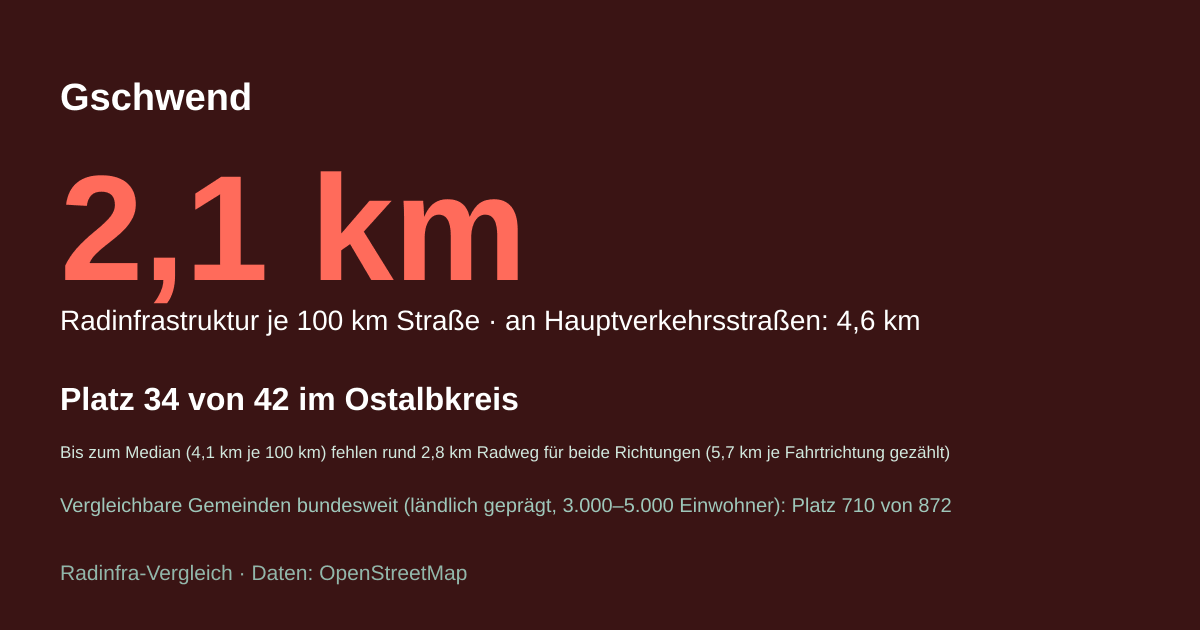 Gschwend
2,1 km
Radinfrastruktur je 100 km Straße · an Hauptverkehrsstraßen: 4,6 km
Platz 34 von 42 im Ostalbkreis
Bis zum Median (4,1 km je 100 km) fehlen rund 2,8 km Radweg für beide Richtungen (5,7 km je Fahrtrichtung gezählt)
Vergleichbare Gemeinden bundesweit (ländlich geprägt, 3.000–5.000 Einwohner): Platz 710 von 872
Radinfra-Vergleich · Daten: OpenStreetMap